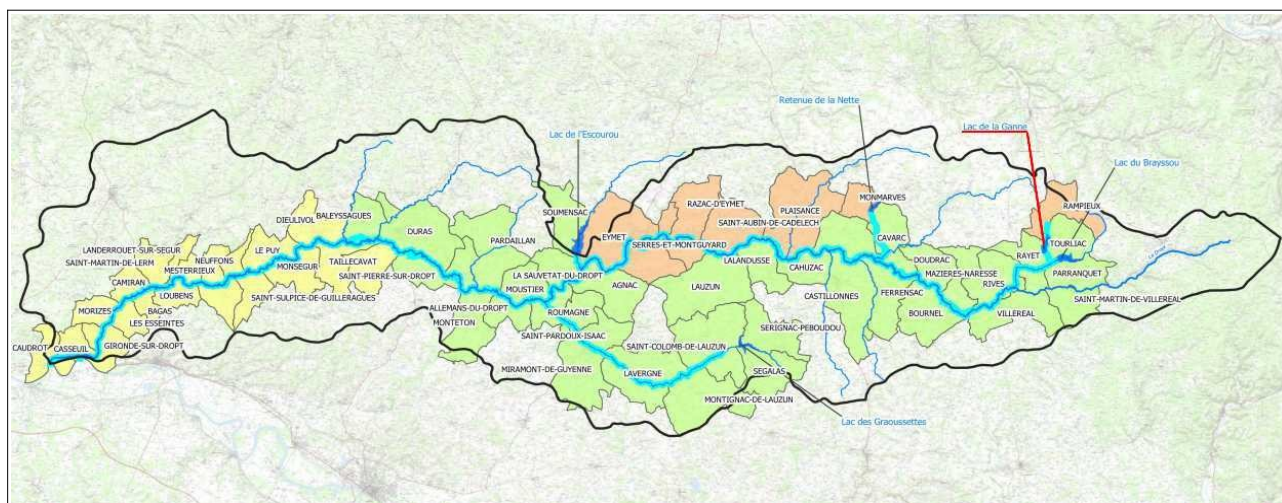 Retenue de la Nette
Lac de la Ganne
Lac de l'Escourou
Lac du Brayssou
SOUMENSAC
RAZAC-D'EYMET
PLAISANCE
MONMARVES
RAMPIEUX
DIEULIVOL
BALEYSSAGUES
DURAS
PARDAILLAN
EYMET
SAINT-AUBIN-DE-CADELECH
LANDERROUET-SUR-SEGUR
NEUFFONS
LE PUY
SERRES-ET-MONTGUYARD
CAVARC
TOURLIAC
SAINT-MARTIN-DE-LERM
MESTERRIEUX
MONSEGUR
TAILLECAVAT
LALANDUSSE
CAHUZAC
DOUDRAC
RAYET
Le Dropt
CAMIRAN
SAINT-PIERRE-SUR-DROPT
LA SAUVETAT-DU-DROPT
AGNAC
LAUZUN
CASTILLONNES
MAZIERES-NARESSE
RIVES
PARRANQUET
LOUBENS
SAINT-SULPICE-DE-GUILLERAGUES
MOUSTIER
FERRENSAC
SAINT-MARTIN-DE-VILLEREAL
MORIZES
BAGAS
ALLEMANS-DU-DROPT
ROUMAGNE
BOURNEL
VILLEREAL
LES ESSEINTES
MONTETON
SERIGNAC-PEBOUDOU
CAUDROT
CASSEUIL
GIRONDE-SUR-DROPT
SAINT-PARDOUX-ISAAC
SAINT-COLOMB-DE-LAUZUN
MIRAMONT-DE-GUYENNE
LAVERGNE
SEGALAS
MONTIGNAC-DE-LAUZUN
Lac des Graoussettes